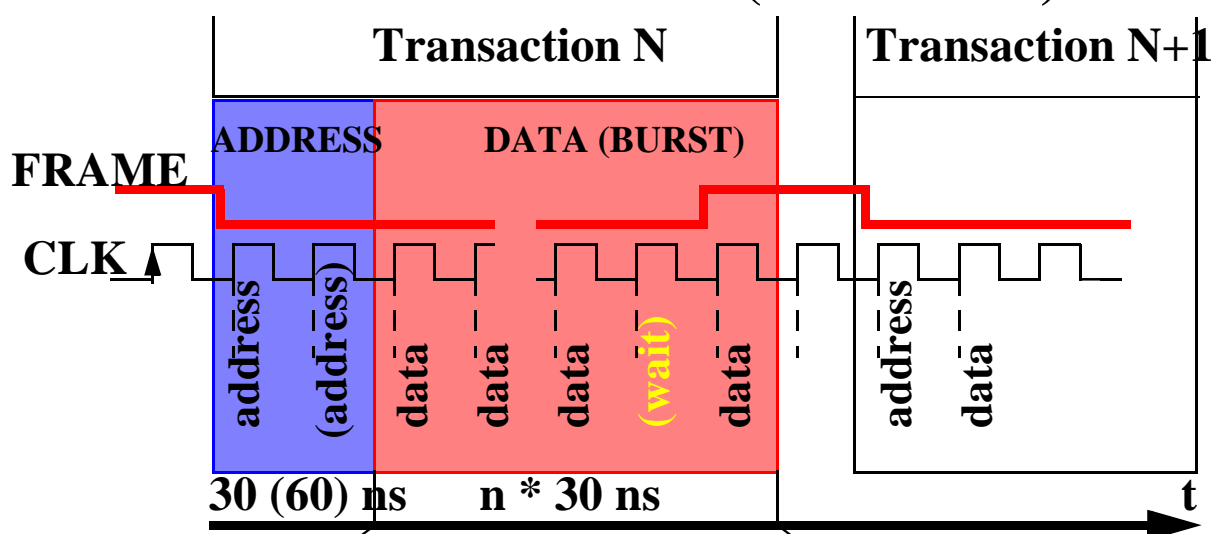 Transaction N
Transaction N+1
ADDRESS
DATA (BURST)
FRAME
CLK
address
(address)
data
data
data
(wait)
data
address
data
30 (60) ns
n * 30 ns
t